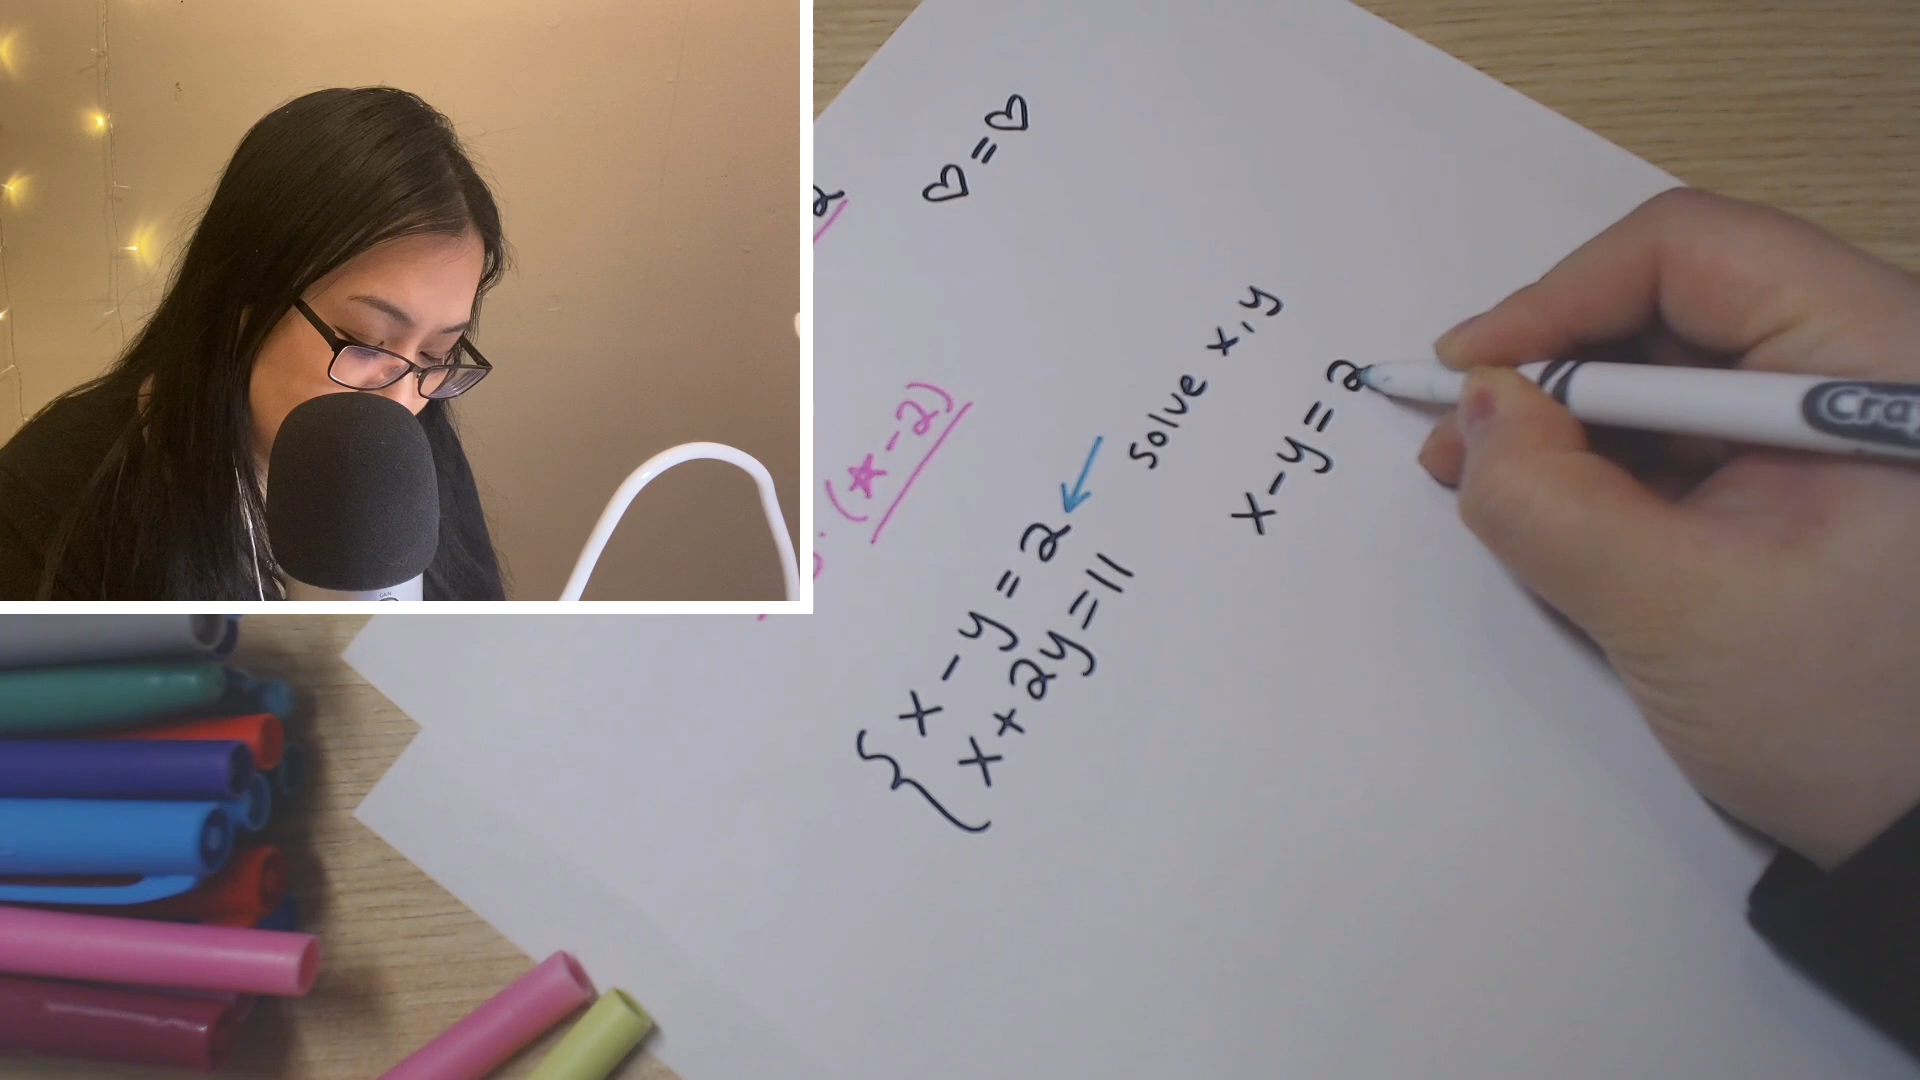 ♡ = ♡
(☆-2)
solve x, y
x - y = 2
x + 2y = 11
x - y = 2
Cra